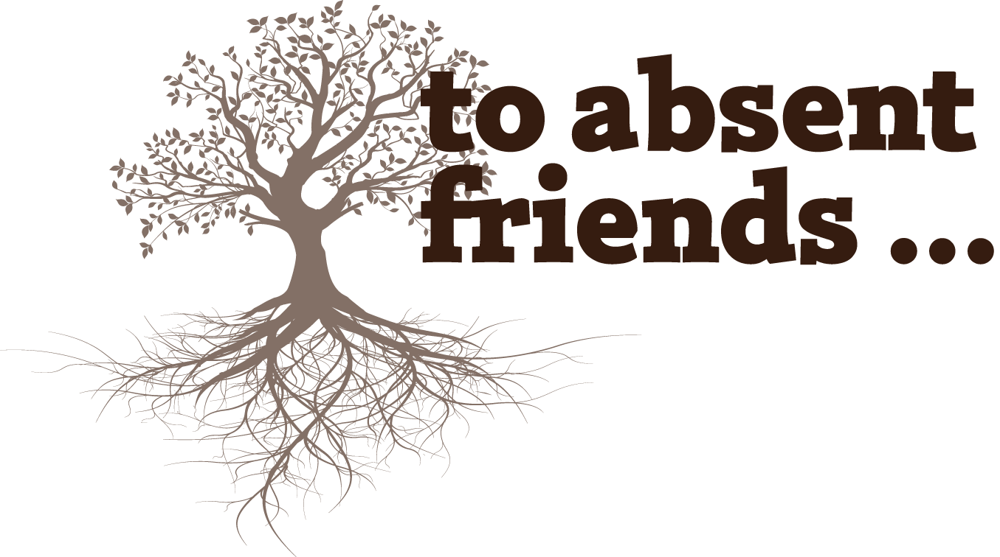 to absent
friends ...